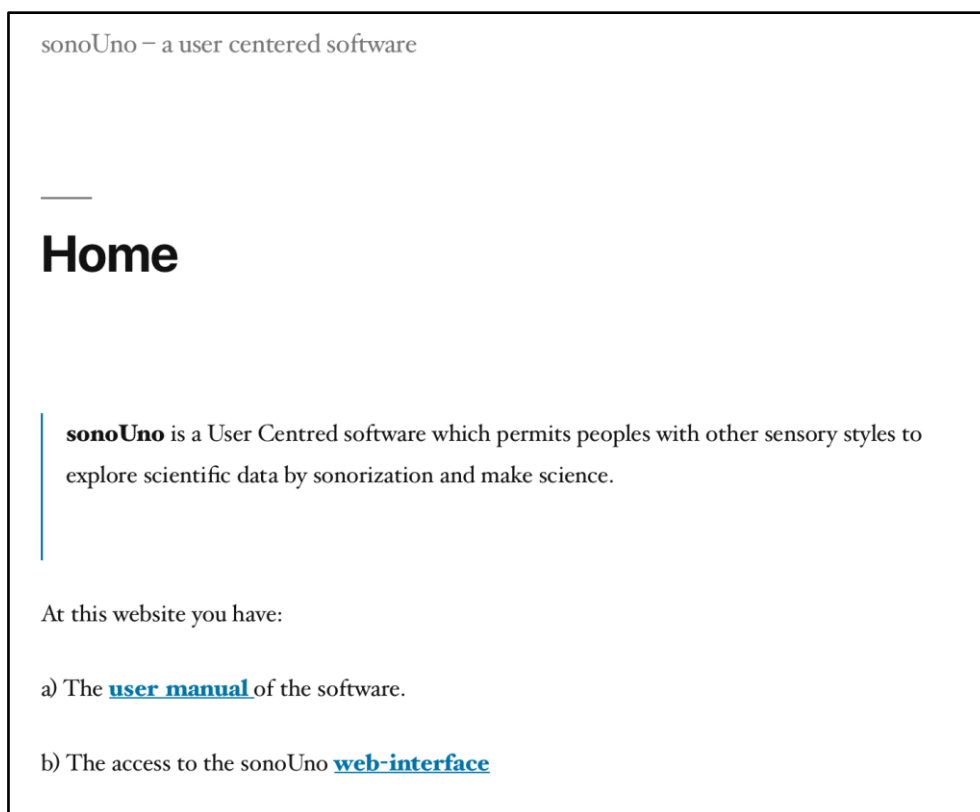 sonoUno – a user centered software
Home
sonoUno is a User Centred software which permits peoples with other sensory styles to
explore scientific data by sonorization and make science.
At this website you have:
a) The user manual of the software.
b) The access to the sonoUno web-interface